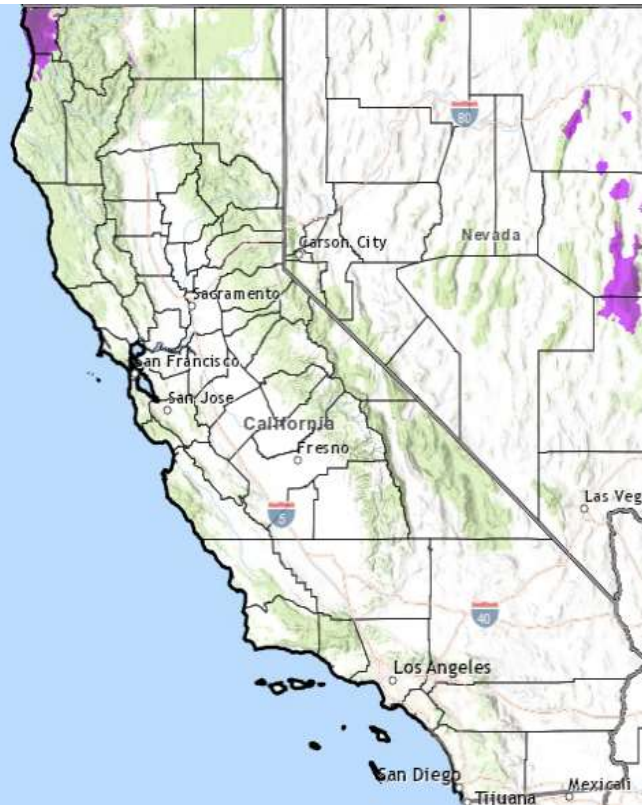 80
Carson City
Nevada
Sacramento
San Francisco
San Jose
California
Fresno
5
Las Veg
40
Los Angeles
San Diego
Tijuana
Mexicali